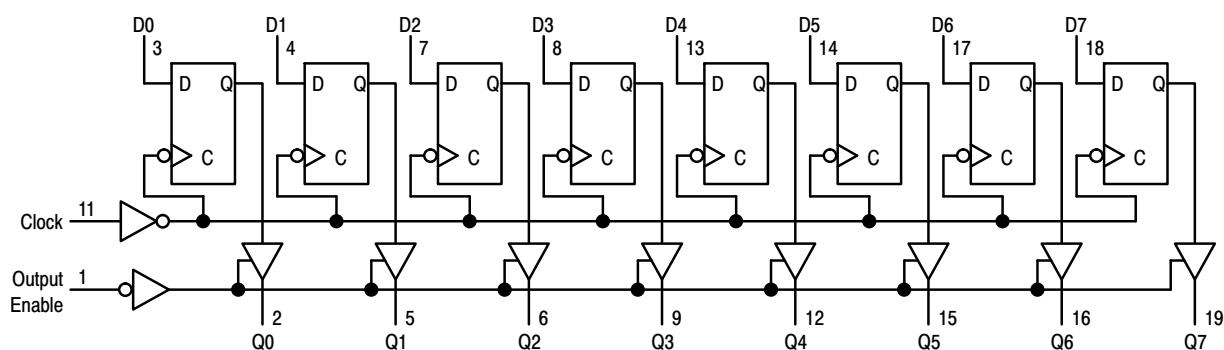 D0 D1 D2 D3 D4 D5 D6 D7
3 4 7 8 13 14 17 18
D Q D Q D Q D Q D Q D Q D Q D Q
C C C C C C C C
Clock 11
Output Enable 1
2 5 6 9 12 15 16 19
Q0 Q1 Q2 Q3 Q4 Q5 Q6 Q7